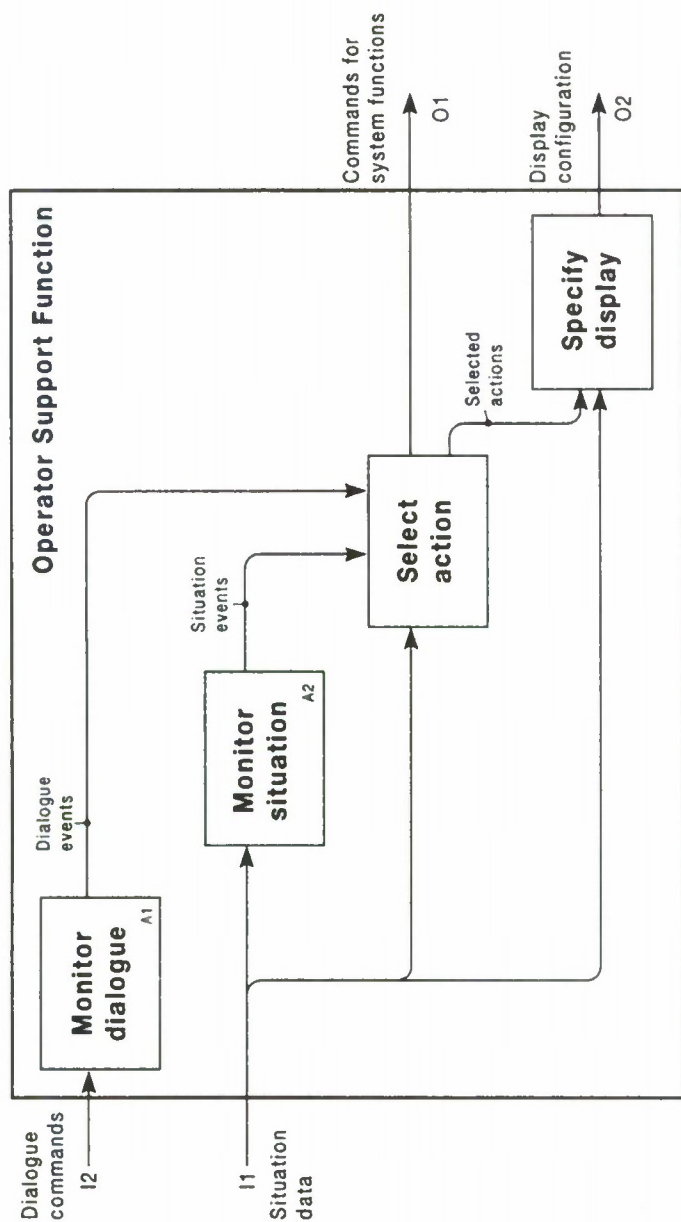 Operator Support Function
Dialogue
commands
I2
Monitor
dialogue
A1
Dialogue
events
I1
Situation
data
Monitor
situation
A2
Situation
events
Select
action
Selected
actions
Specify
display
Commands for
system functions
O1
Display
configuration
O2